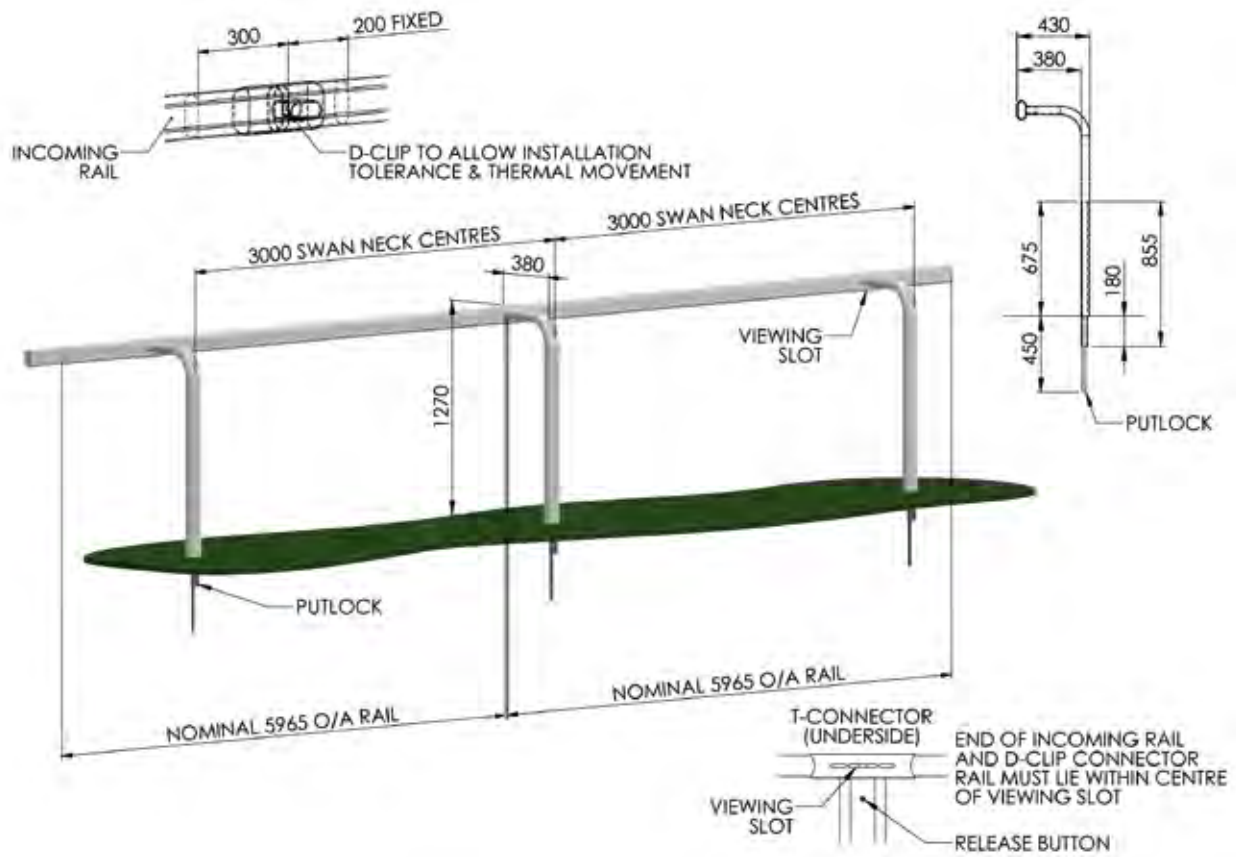 300
200 FIXED
INCOMING
RAIL
D-CLIP TO ALLOW INSTALLATION
TOLERANCE & THERMAL MOVEMENT
430
380
675
855
180
450
PUTLOCK
3000 SWAN NECK CENTRES
3000 SWAN NECK CENTRES
380
VIEWING
SLOT
1270
PUTLOCK
NOMINAL 5965 O/A RAIL
NOMINAL 5965 O/A RAIL
T-CONNECTOR
(UNDERSIDE)
END OF INCOMING RAIL
AND D-CLIP CONNECTOR
RAIL MUST LIE WITHIN CENTRE
OF VIEWING SLOT
VIEWING
SLOT
RELEASE BUTTON